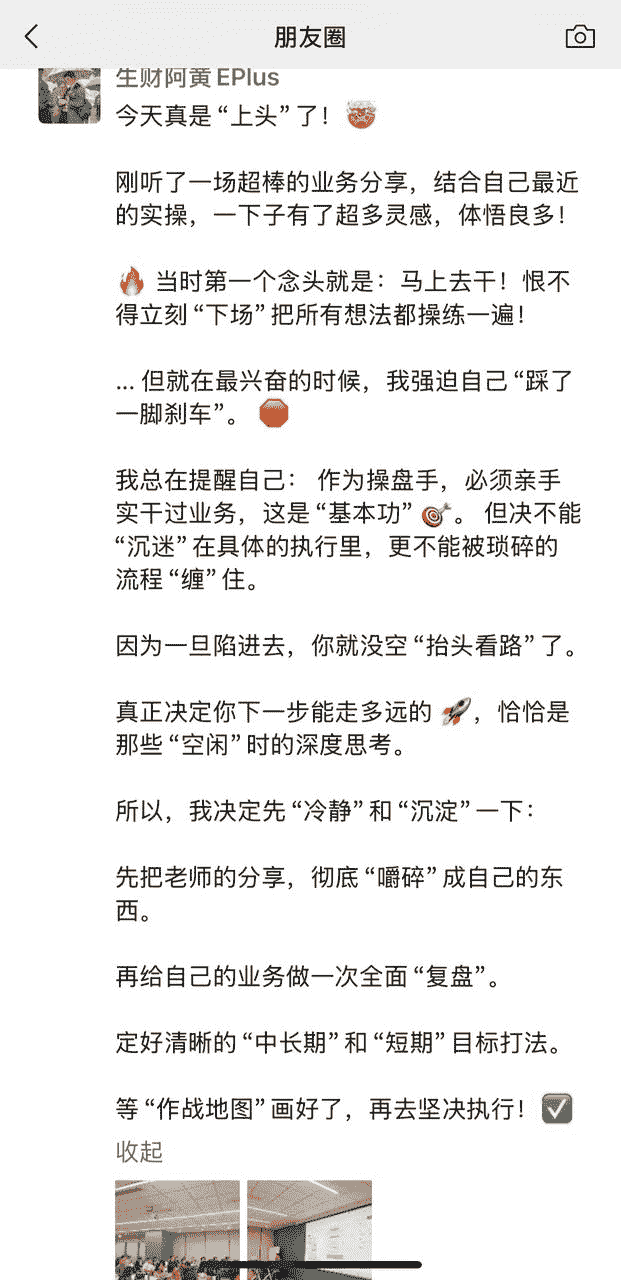 朋友圈
生财阿黄EPlus
今天真是“上头”了！🤯
刚听了一场超棒的业务分享，结合自己最近
的实操，一下子有了超多灵感，体悟良多！
🔥 当时第一个念头就是：马上去干！恨不
得立刻“下场”把所有想法都操练一遍！
... 但就在最兴奋的时候，我强迫自己“踩了
一脚刹车”。🛑
我总在提醒自己： 作为操盘手，必须亲手
实干过业务，这是“基本功”🎯。 但决不能
“沉迷”在具体的执行里，更不能被琐碎的
流程“缠”住。
因为一旦陷进去，你就没空“抬头看路”了。
真正决定你下一步能走多远的🚀，恰恰是
那些“空闲”时的深度思考。
所以，我决定先“冷静”和“沉淀”一下：
先把老师的分享，彻底“嚼碎”成自己的东
西。
再给自己的业务做一次全面“复盘”。
定好清晰的“中长期”和“短期”目标打法。
等“作战地图”画好了，再去坚决执行！✅
收起